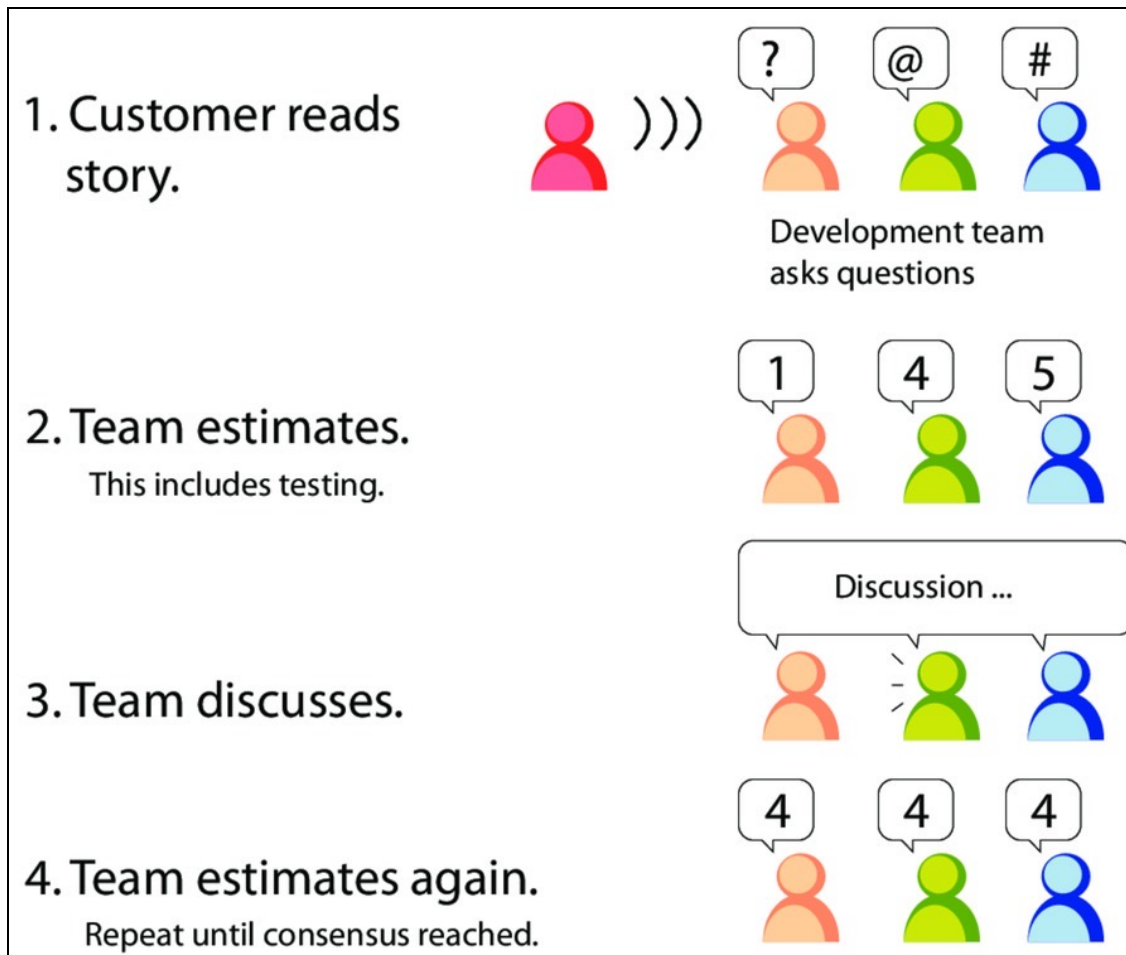 1. Customer reads
story.
? @ #
Development team
asks questions
1 4 5
2. Team estimates.
This includes testing.
Discussion ...
3. Team discusses.
4 4 4
4. Team estimates again.
Repeat until consensus reached.